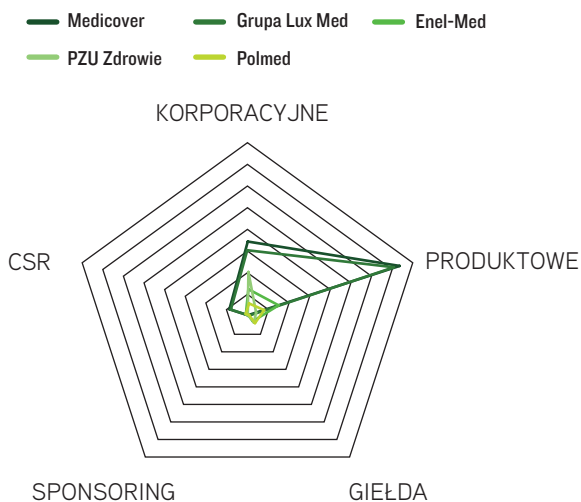 Medicover Grupa Lux Med Enel-Med
PZU Zdrowie Polmed
KORPORACYJNE
CSR PRODUKTOWE
SPONSORING GIEŁDA